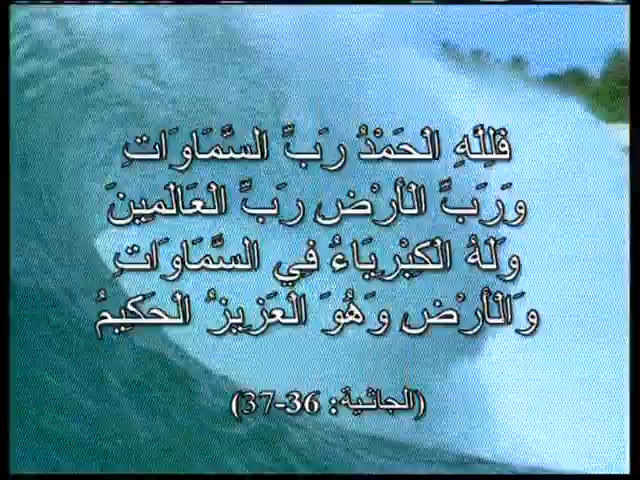 فَلِلَّهِ الْحَمْدُ رَبِّ السَّمَاوَاتِ
وَرَبِّ الْأَرْضِ رَبِّ الْعَالَمِينَ
وَلَهُ الْكِبْرِيَاءُ فِي السَّمَاوَاتِ
وَالْأَرْضِ وَهُوَ الْعَزِيزُ الْحَكِيمُ
(الجاثية: 36-37)